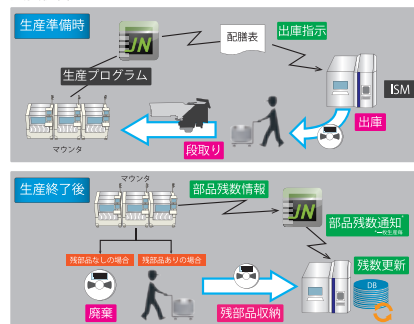 生産準備時
JN
配膳表
出庫指示
生産プログラム
ISM
マウンタ
段取り
出庫
生産終了後
マウンタ
部品残数情報
JN
部品残数通知*
残部品なしの場合
残部品ありの場合
残数更新
DB
廃棄
残部品収納